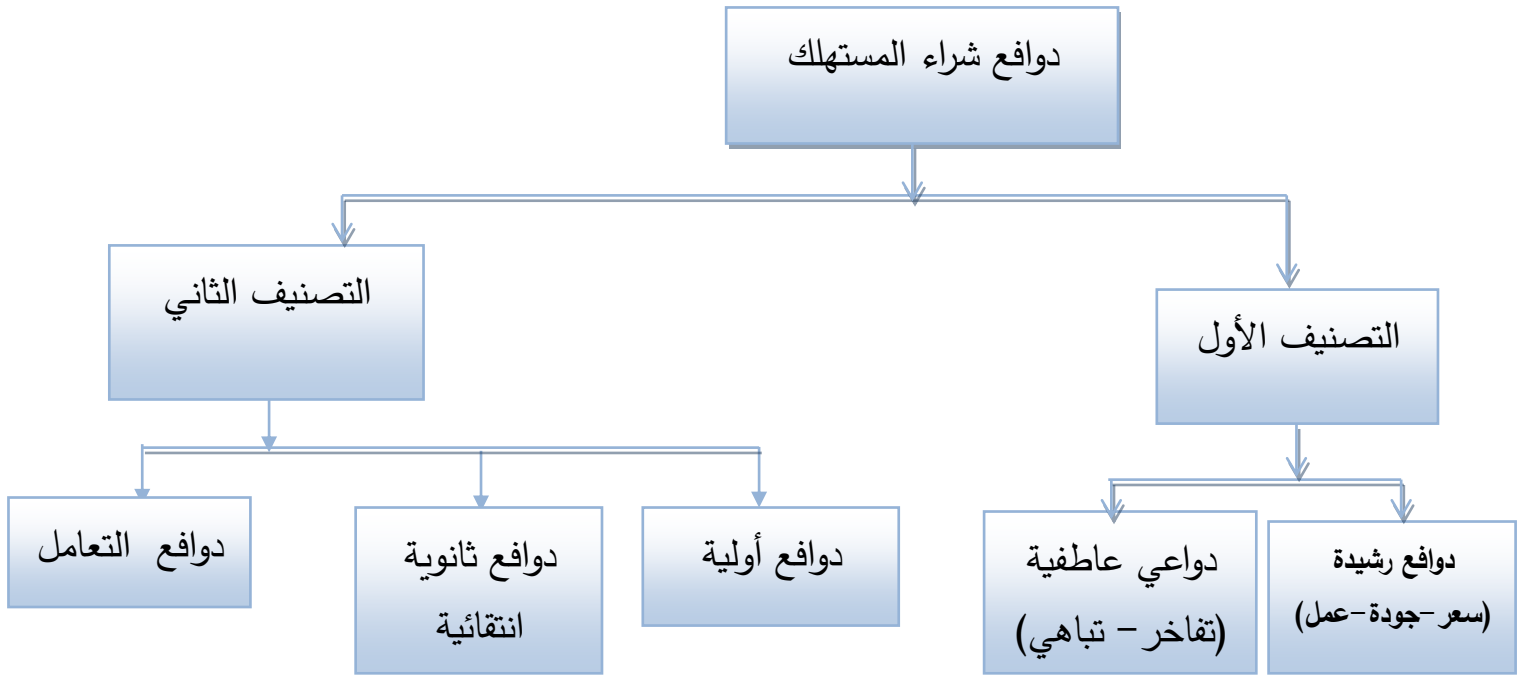 دوافع شراء المستهلك
التصنيف الأول
التصنيف الثاني
دوافع رشيدة
(سعر –جودة –عمل)
دواعي عاطفية
(تفاخر – تباهي)
دوافع أولية
دوافع ثانوية
انتقائية
دوافع التعامل